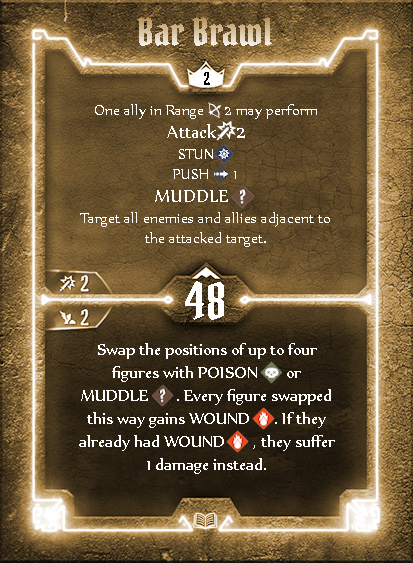 Bar Brawl
2
One ally in Range 2 may perform
Attack 2
STUN
PUSH 1
MUDDLE ?
Target all enemies and allies adjacent to
the attacked target.
2
48
2
Swap the positions of up to four
figures with POISON or
MUDDLE ? . Every figure swapped
this way gains WOUND . If they
already had WOUND , they suffer
1 damage instead.